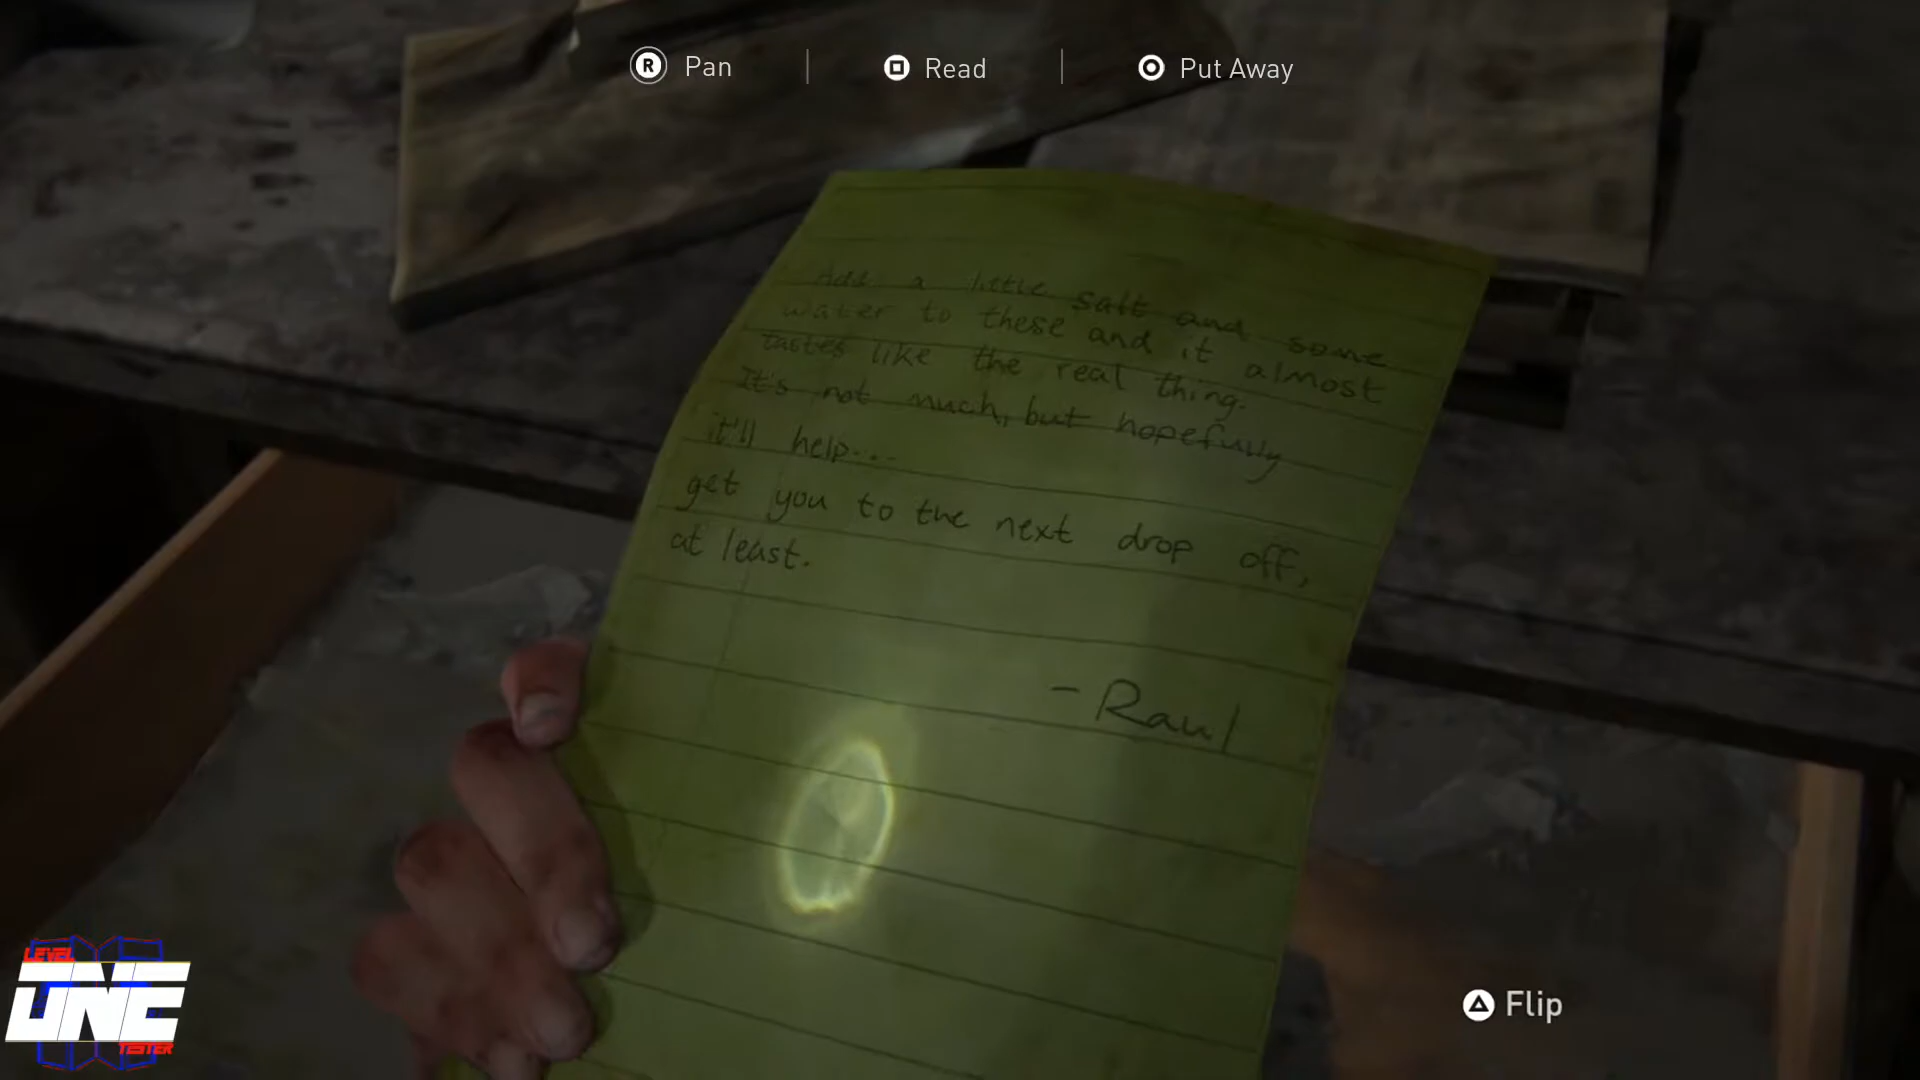 R Pan
Read
Put Away
Add a little salt and some
water to these and it almost
tastes like the real thing.
It's not much, but hopefully
it'll help...
get you to the next drop off,
at least.
- Raul
Flip
LEVEL
ONE
TESTER